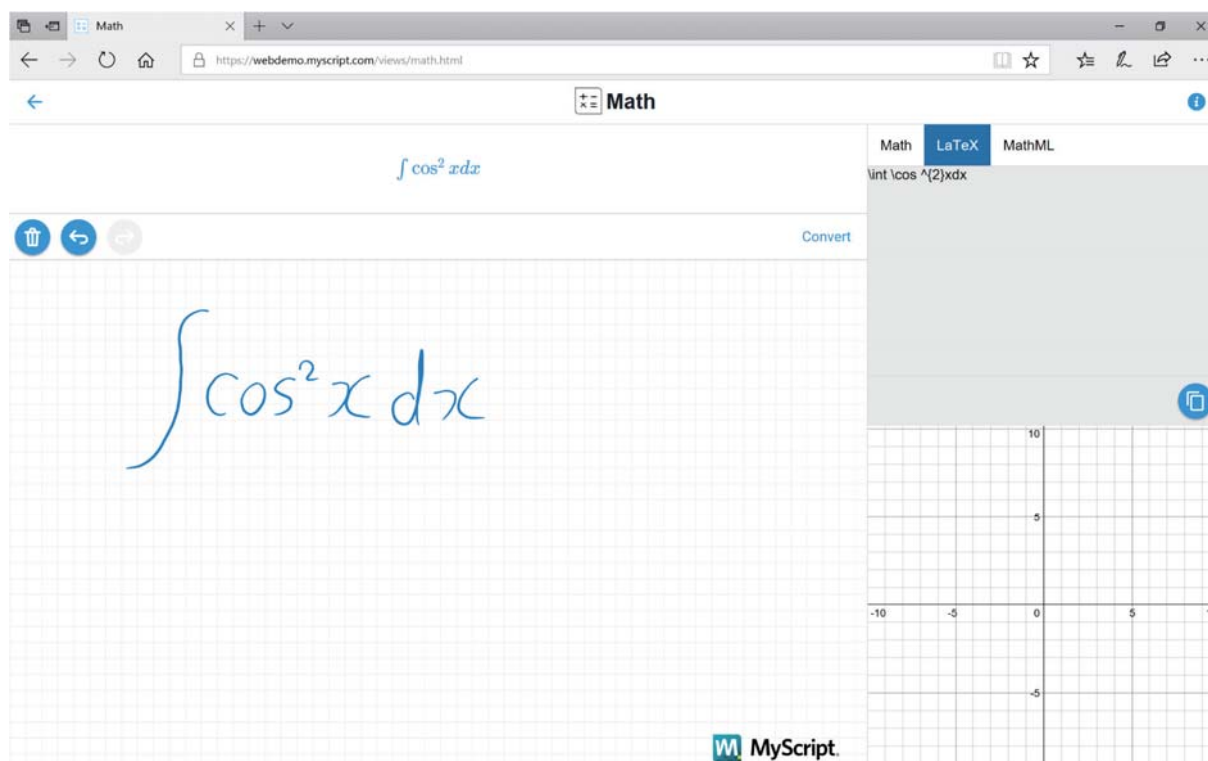 Math
https://webdemo.myscript.com/views/math.html
Math
∫ cos² xdx
Math LaTeX MathML
\int \cos ^{2}xdx
Convert
∫ cos² x dx
10
5
-10 -5 0 5
-5
MyScript.